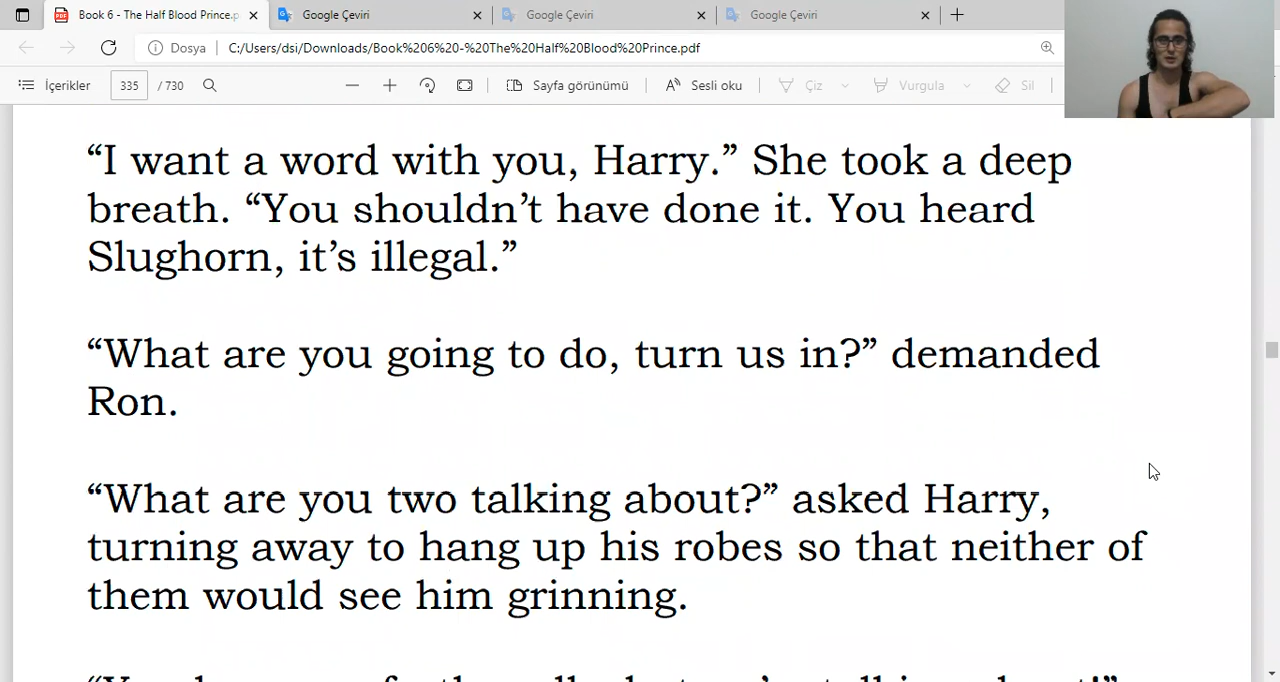 Book 6 - The Half Blood Prince.p
Google Çeviri
Google Çeviri
Google Çeviri
Dosya
C:/Users/dsi/Downloads/Book%206%20-%20The%20Half%20Blood%20Prince.pdf
İçerikler
335 / 730
Sayfa görünümü
Sesli oku
Çiz
Vurgula
Sil
“I want a word with you, Harry.” She took a deep
breath. “You shouldn’t have done it. You heard
Slughorn, it’s illegal.”
“What are you going to do, turn us in?” demanded
Ron.
“What are you two talking about?” asked Harry,
turning away to hang up his robes so that neither of
them would see him grinning.